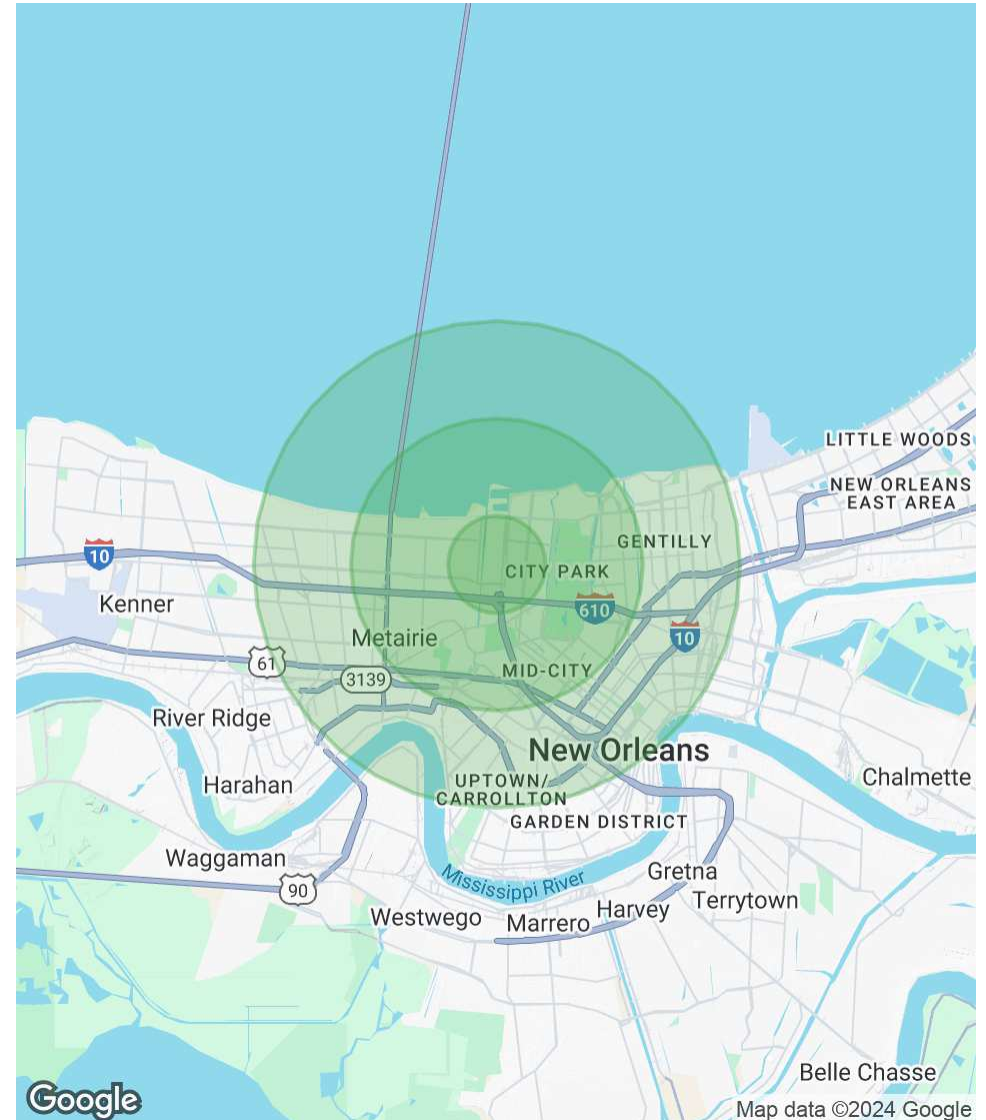 LITTLE WOODS
NEW ORLEANS
EAST AREA
GENTILLY
10
CITY PARK
Kenner
610
10
Metairie
61
3139
MID-CITY
River Ridge
New Orleans
Harahan
UPTOWN/
CARROLLTON
Chalmette
GARDEN DISTRICT
Waggaman
90
Mississippi River
Gretna
Terrytown
Westwego
Marrero
Harvey
Belle Chasse
Google
Map data ©2024 Google